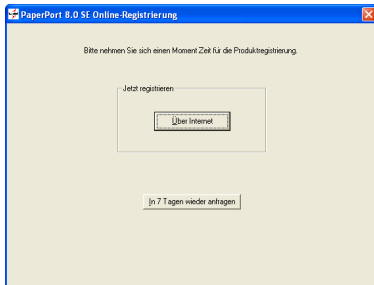 PaperPort 8.0 SE Online-Registrierung
Bitte nehmen Sie sich einen Moment Zeit für die Produktregistrierung.
Jetzt registrieren
Über Internet
In 7 Tagen wieder anfragen